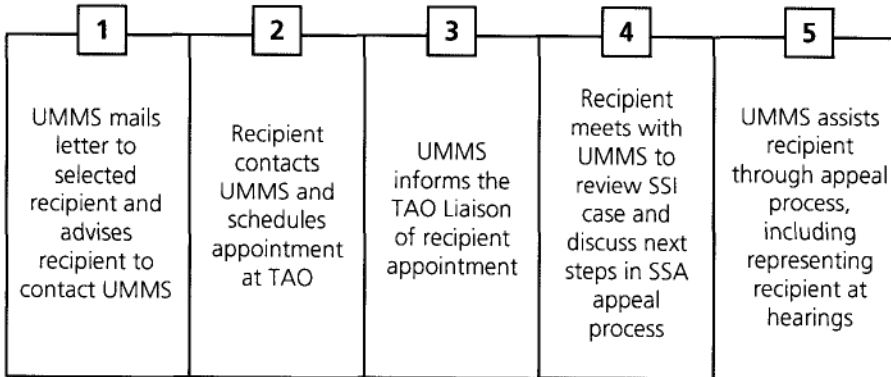 1
UMMS mails
letter to
selected
recipient and
advises
recipient to
contact UMMS
2
Recipient
contacts
UMMS and
schedules
appointment
at TAO
3
UMMS
informs the
TAO Liaison
of recipient
appointment
4
Recipient
meets with
UMMS to
review SSI
case and
discuss next
steps in SSA
appeal
process
5
UMMS assists
recipient
through appeal
process,
including
representing
recipient at
hearings